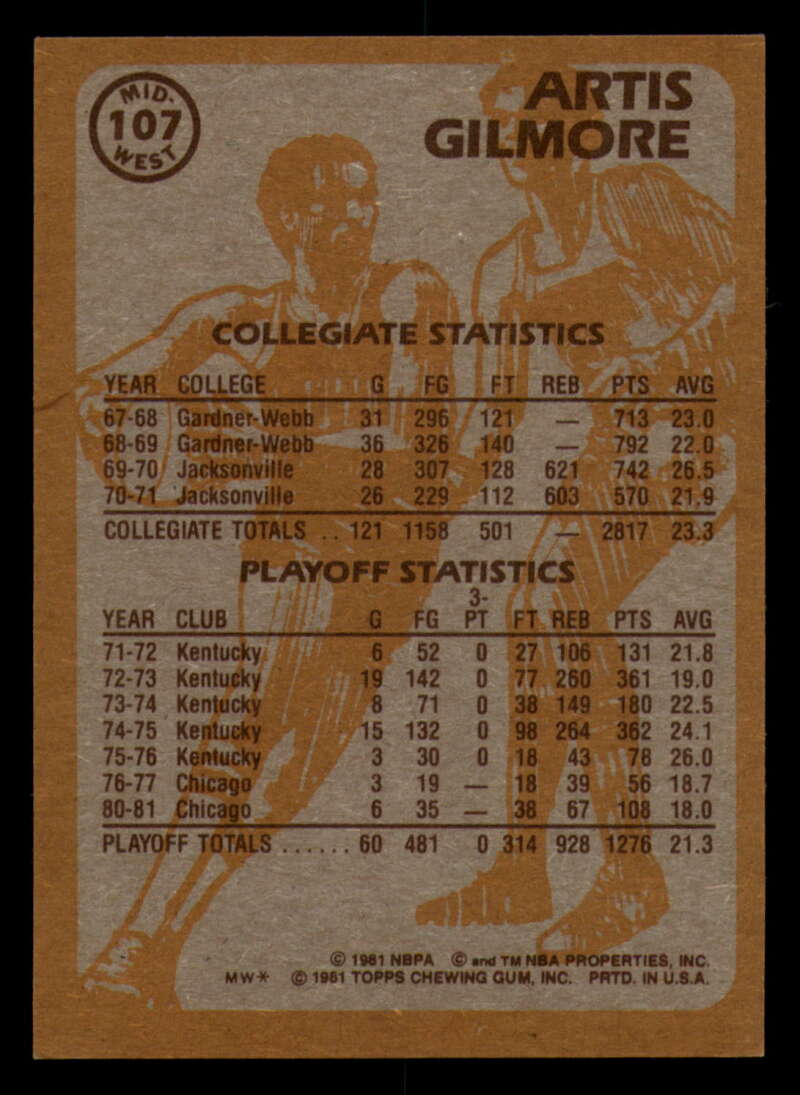 MID-
107
WEST
ARTIS
GILMORE
COLLEGIATE STATISTICS
YEAR COLLEGE G FG FT REB PTS AVG
67-68 Gardner-Webb 31 296 121 — 713 23.0
68-69 Gardner-Webb 36 326 140 — 792 22.0
69-70 Jacksonville 28 307 128 621 742 26.5
70-71 Jacksonville 26 229 112 603 570 21.9
COLLEGIATE TOTALS .. 121 1158 501 — 2817 23.3
PLAYOFF STATISTICS
3-
YEAR CLUB G FG PT FT REB PTS AVG
71-72 Kentucky 6 52 0 27 106 131 21.8
72-73 Kentucky 19 142 0 77 260 361 19.0
73-74 Kentucky 8 71 0 38 149 180 22.5
74-75 Kentucky 15 132 0 98 264 362 24.1
75-76 Kentucky 3 30 0 18 43 78 26.0
76-77 Chicago 3 19 — 18 39 56 18.7
80-81 Chicago 6 35 — 38 67 108 18.0
PLAYOFF TOTALS ...... 60 481 0 314 928 1276 21.3
© 1981 NBPA © and TM NBA PROPERTIES, INC.
MW* © 1981 TOPPS CHEWING GUM, INC. PRTD. IN U.S.A.